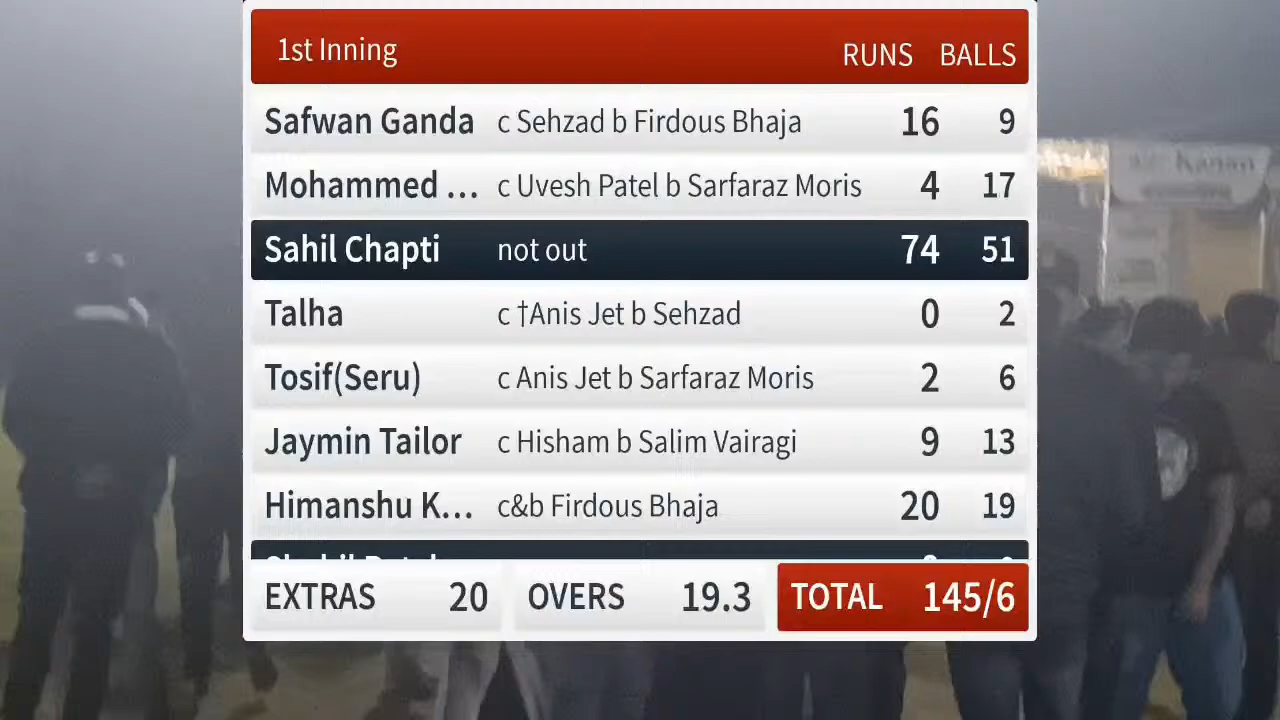 1st Inning RUNS BALLS
Safwan Ganda c Sehzad b Firdous Bhaja 16 9
Mohammed ... c Uvesh Patel b Sarfaraz Moris 4 17
Sahil Chapti not out 74 51
Talha c †Anis Jet b Sehzad 0 2
Tosif(Seru) c Anis Jet b Sarfaraz Moris 2 6
Jaymin Tailor c Hisham b Salim Vairagi 9 13
Himanshu K... c&b Firdous Bhaja 20 19
EXTRAS 20 OVERS 19.3 TOTAL 145/6